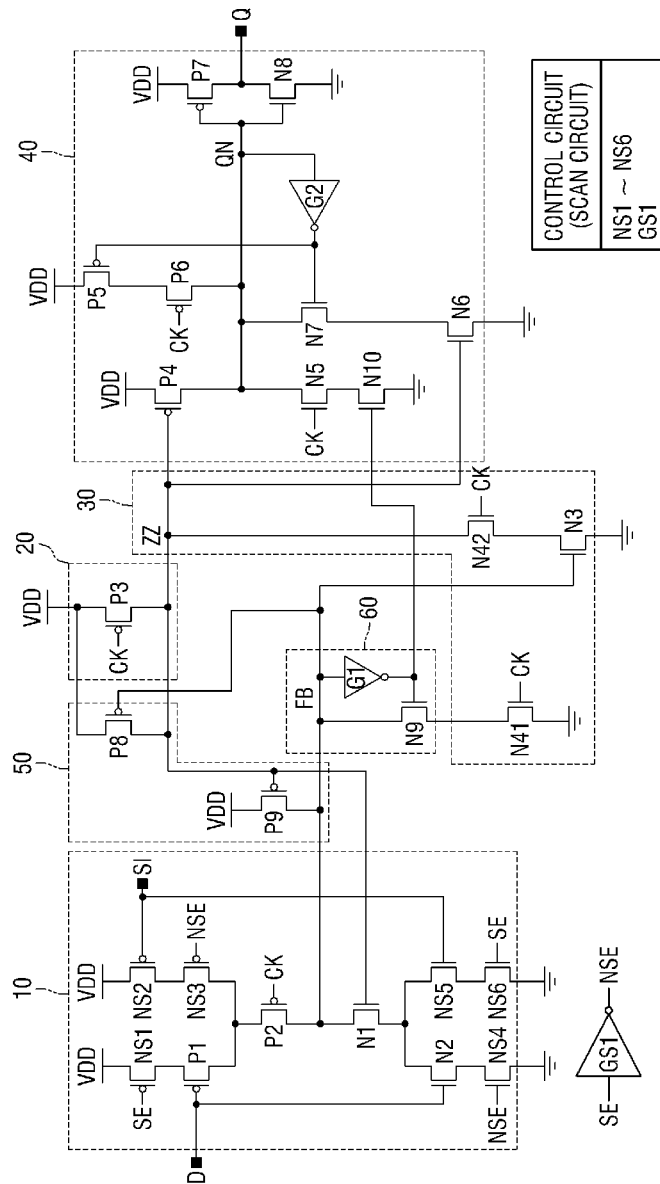 10
50
20
30
40
VDD
VDD
VDD
VDD
VDD
VDD
VDD
SE
NS1
NS2
SI
P1
NS3
NSE
D
P2
CK
N1
N2
NS5
NSE
NS4
NS6
SE
SE
GS1
NSE
P8
P9
P3
CK
ZZ
FB
60
G1
N9
N41
CK
N42
CK
N3
P4
P5
P6
CK
QN
P7
N8
Q
G2
N7
N5
CK
N10
N6
CONTROL CIRCUIT
(SCAN CIRCUIT)
NS1 ~ NS6
GS1